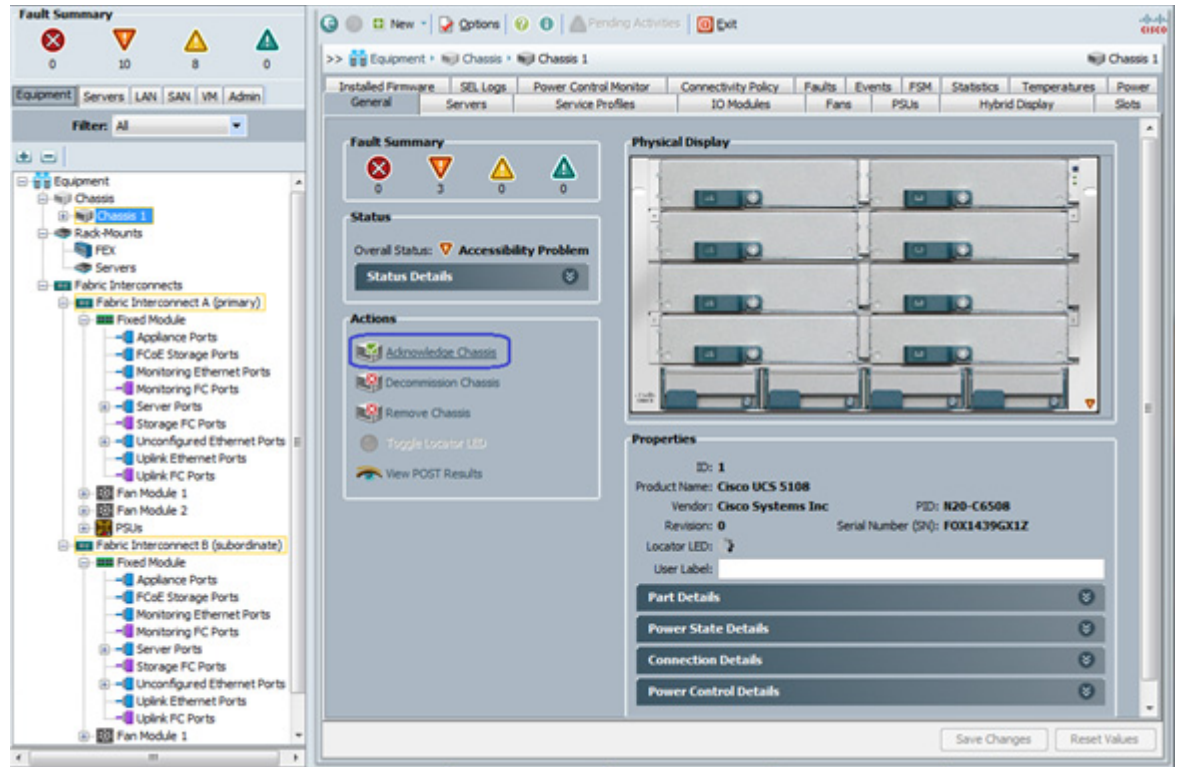 Fault Summary
0 10 8 0
Equipment Servers LAN SAN VM Admin
Filter: All
Equipment
Chassis
Chassis 1
Rack-Mounts
FEX
Servers
Fabric Interconnects
Fabric Interconnect A (primary)
Fixed Module
Appliance Ports
FCoE Storage Ports
Monitoring Ethernet Ports
Monitoring FC Ports
Server Ports
Storage FC Ports
Unconfigured Ethernet Ports
Uplink Ethernet Ports
Uplink FC Ports
Fan Module 1
Fan Module 2
PSUs
Fabric Interconnect B (subordinate)
Fixed Module
Appliance Ports
FCoE Storage Ports
Monitoring Ethernet Ports
Monitoring FC Ports
Server Ports
Storage FC Ports
Unconfigured Ethernet Ports
Uplink Ethernet Ports
Uplink FC Ports
Fan Module 1
New Options Pending Activities Exit
CISCO
>> Equipment Chassis Chassis 1 Chassis 1
Installed Firmware SEL Logs Power Control Monitor Connectivity Policy Faults Events FSM Statistics Temperatures Power
General Servers Service Profiles IO Modules Fans PSUs Hybrid Display Slots
Fault Summary
0 3 0 0
Status
Overall Status: Accessibility Problem
Status Details
Actions
Acknowledge Chassis
Decommission Chassis
Remove Chassis
Toggle Locator LED
View POST Results
Physical Display
Properties
ID: 1
Product Name: Cisco UCS 5108
Vendor: Cisco Systems Inc PID: N20-C6508
Revision: 0 Serial Number (SN): FOX1439GX1Z
Locator LED:
User Label:
Part Details
Power State Details
Connection Details
Power Control Details
Save Changes Reset Values